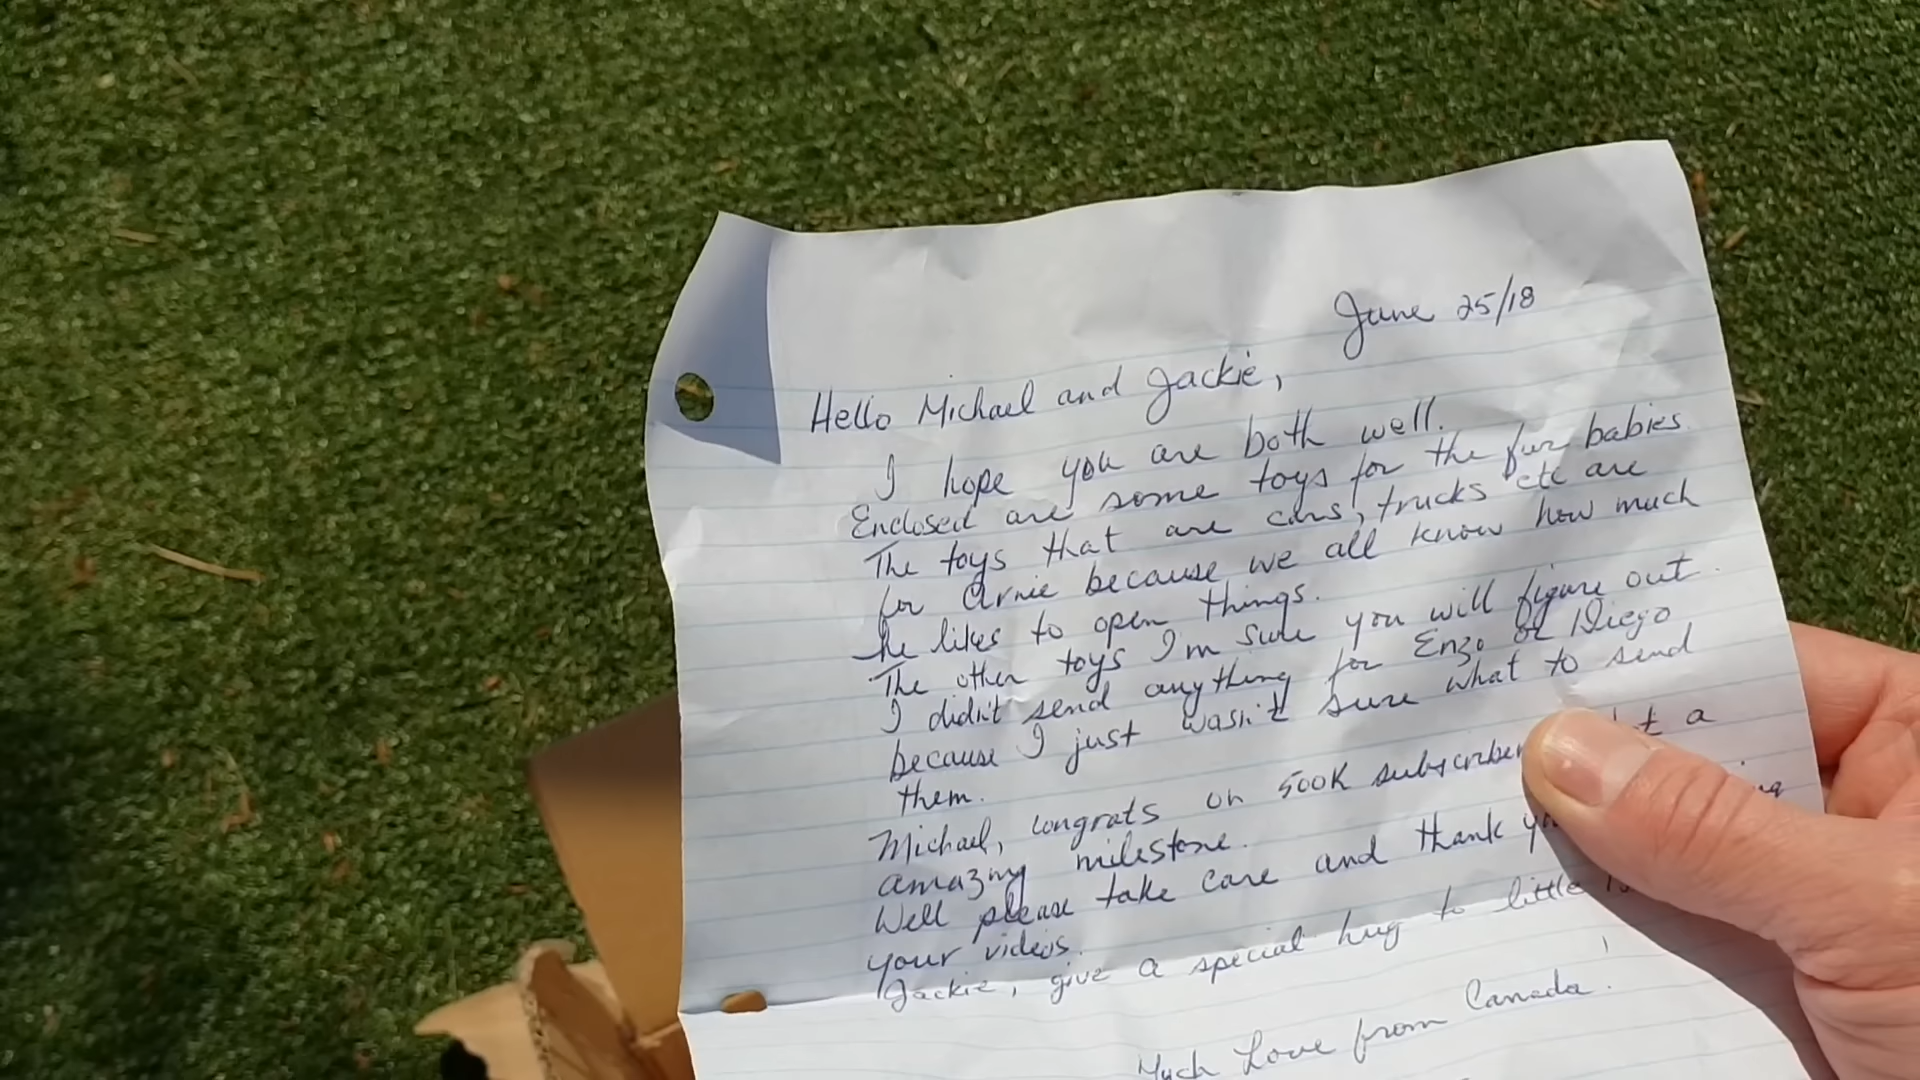 June 25/18
Hello Michael and Jackie,
I hope you are both well.
Enclosed are some toys for the fur babies.
The toys that are cars, trucks etc are
for Arnie because we all know how much
he likes to open things.
The other toys I'm sure you will figure out.
I didn't send anything for Enzo or Diego
because I just wasn't sure what to send
them.
Michael, congrats on 500K subscribers a
amazing milestone.
Well please take care and thank
your videos.
Jackie, give a special hug to little
Much Love from Canada!